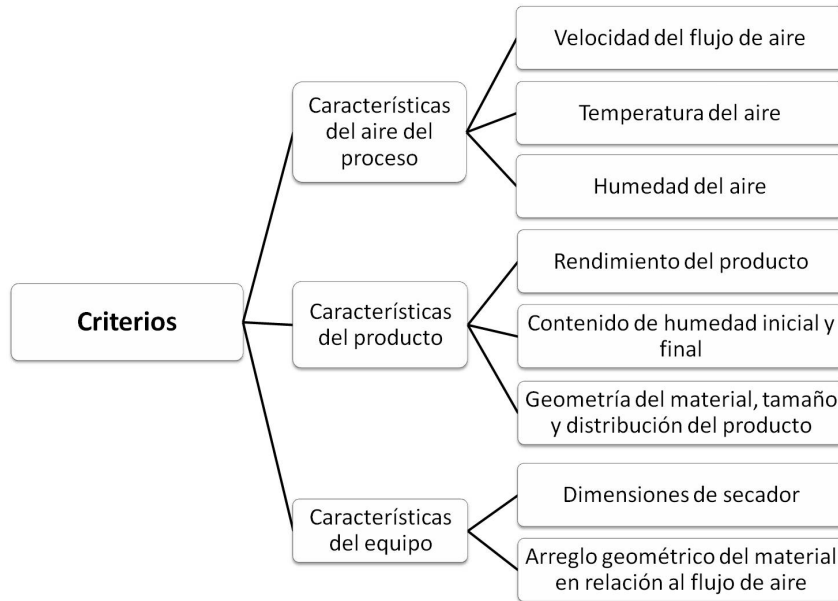 Criterios
Características
del aire del
proceso
Velocidad del flujo de aire
Temperatura del aire
Humedad del aire
Características
del producto
Rendimiento del producto
Contenido de humedad inicial y
final
Geometría del material, tamaño
y distribución del producto
Características
del equipo
Dimensiones de secador
Arreglo geométrico del material
en relación al flujo de aire